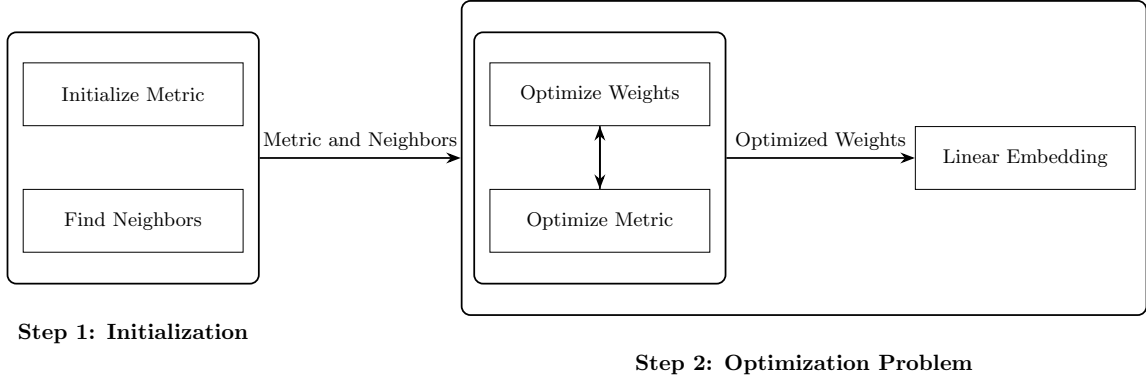 Initialize Metric
Find Neighbors
Step 1: Initialization
Metric and Neighbors
Optimize Weights
Optimize Metric
Optimized Weights
Linear Embedding
Step 2: Optimization Problem